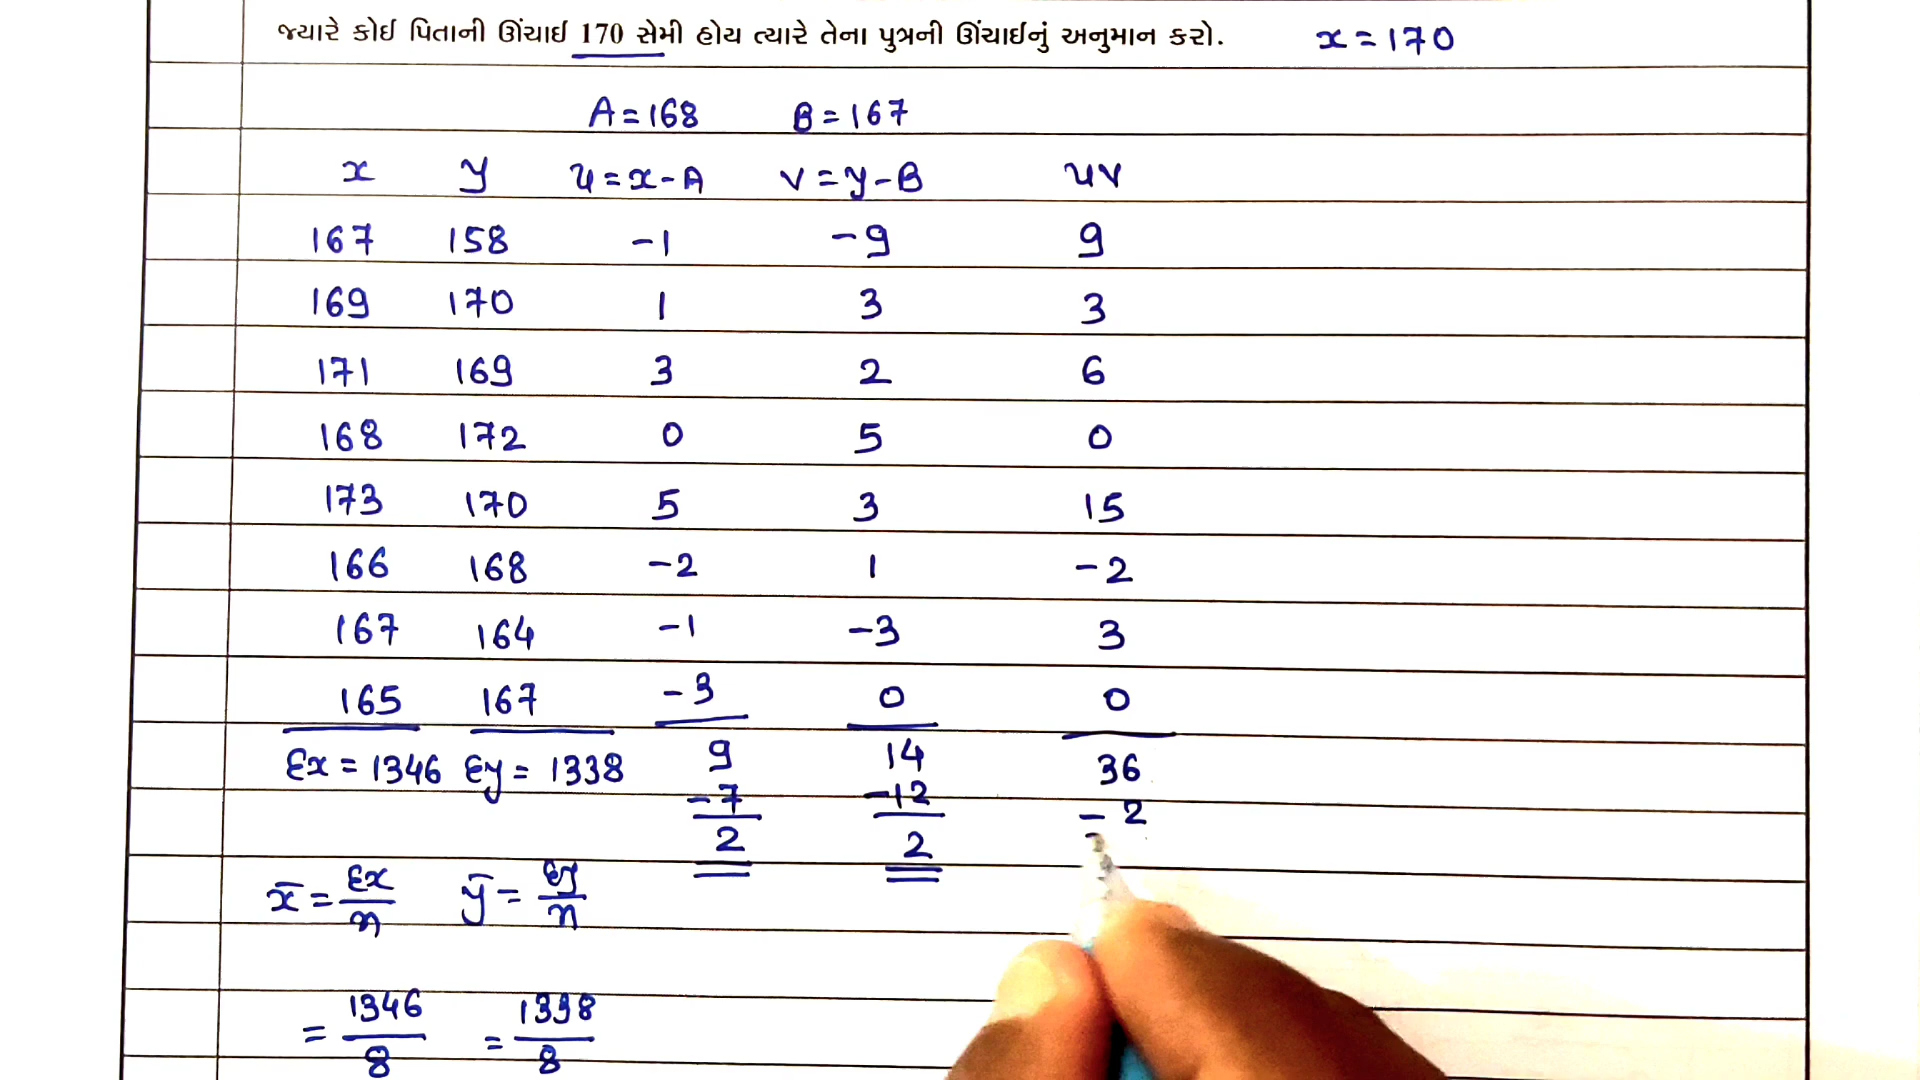 જ્યારે કોઈ પિતાની ઊંચાઈ 170 સેમી હોય ત્યારે તેના પુત્રની ઊંચાઈનું અનુમાન કરો. x = 170
A = 168 B = 167
x y u = x - A v = y - B uv
167 158 -1 -9 9
169 170 1 3 3
171 169 3 2 6
168 172 0 5 0
173 170 5 3 15
166 168 -2 1 -2
167 164 -1 -3 3
165 167 -3 0 0
Σx = 1346 Σy = 1338 9 14 36
-7 -12 -2
2 2
x̄ = Σx/n ȳ = Σy/n
= 1346/8 = 1338/8